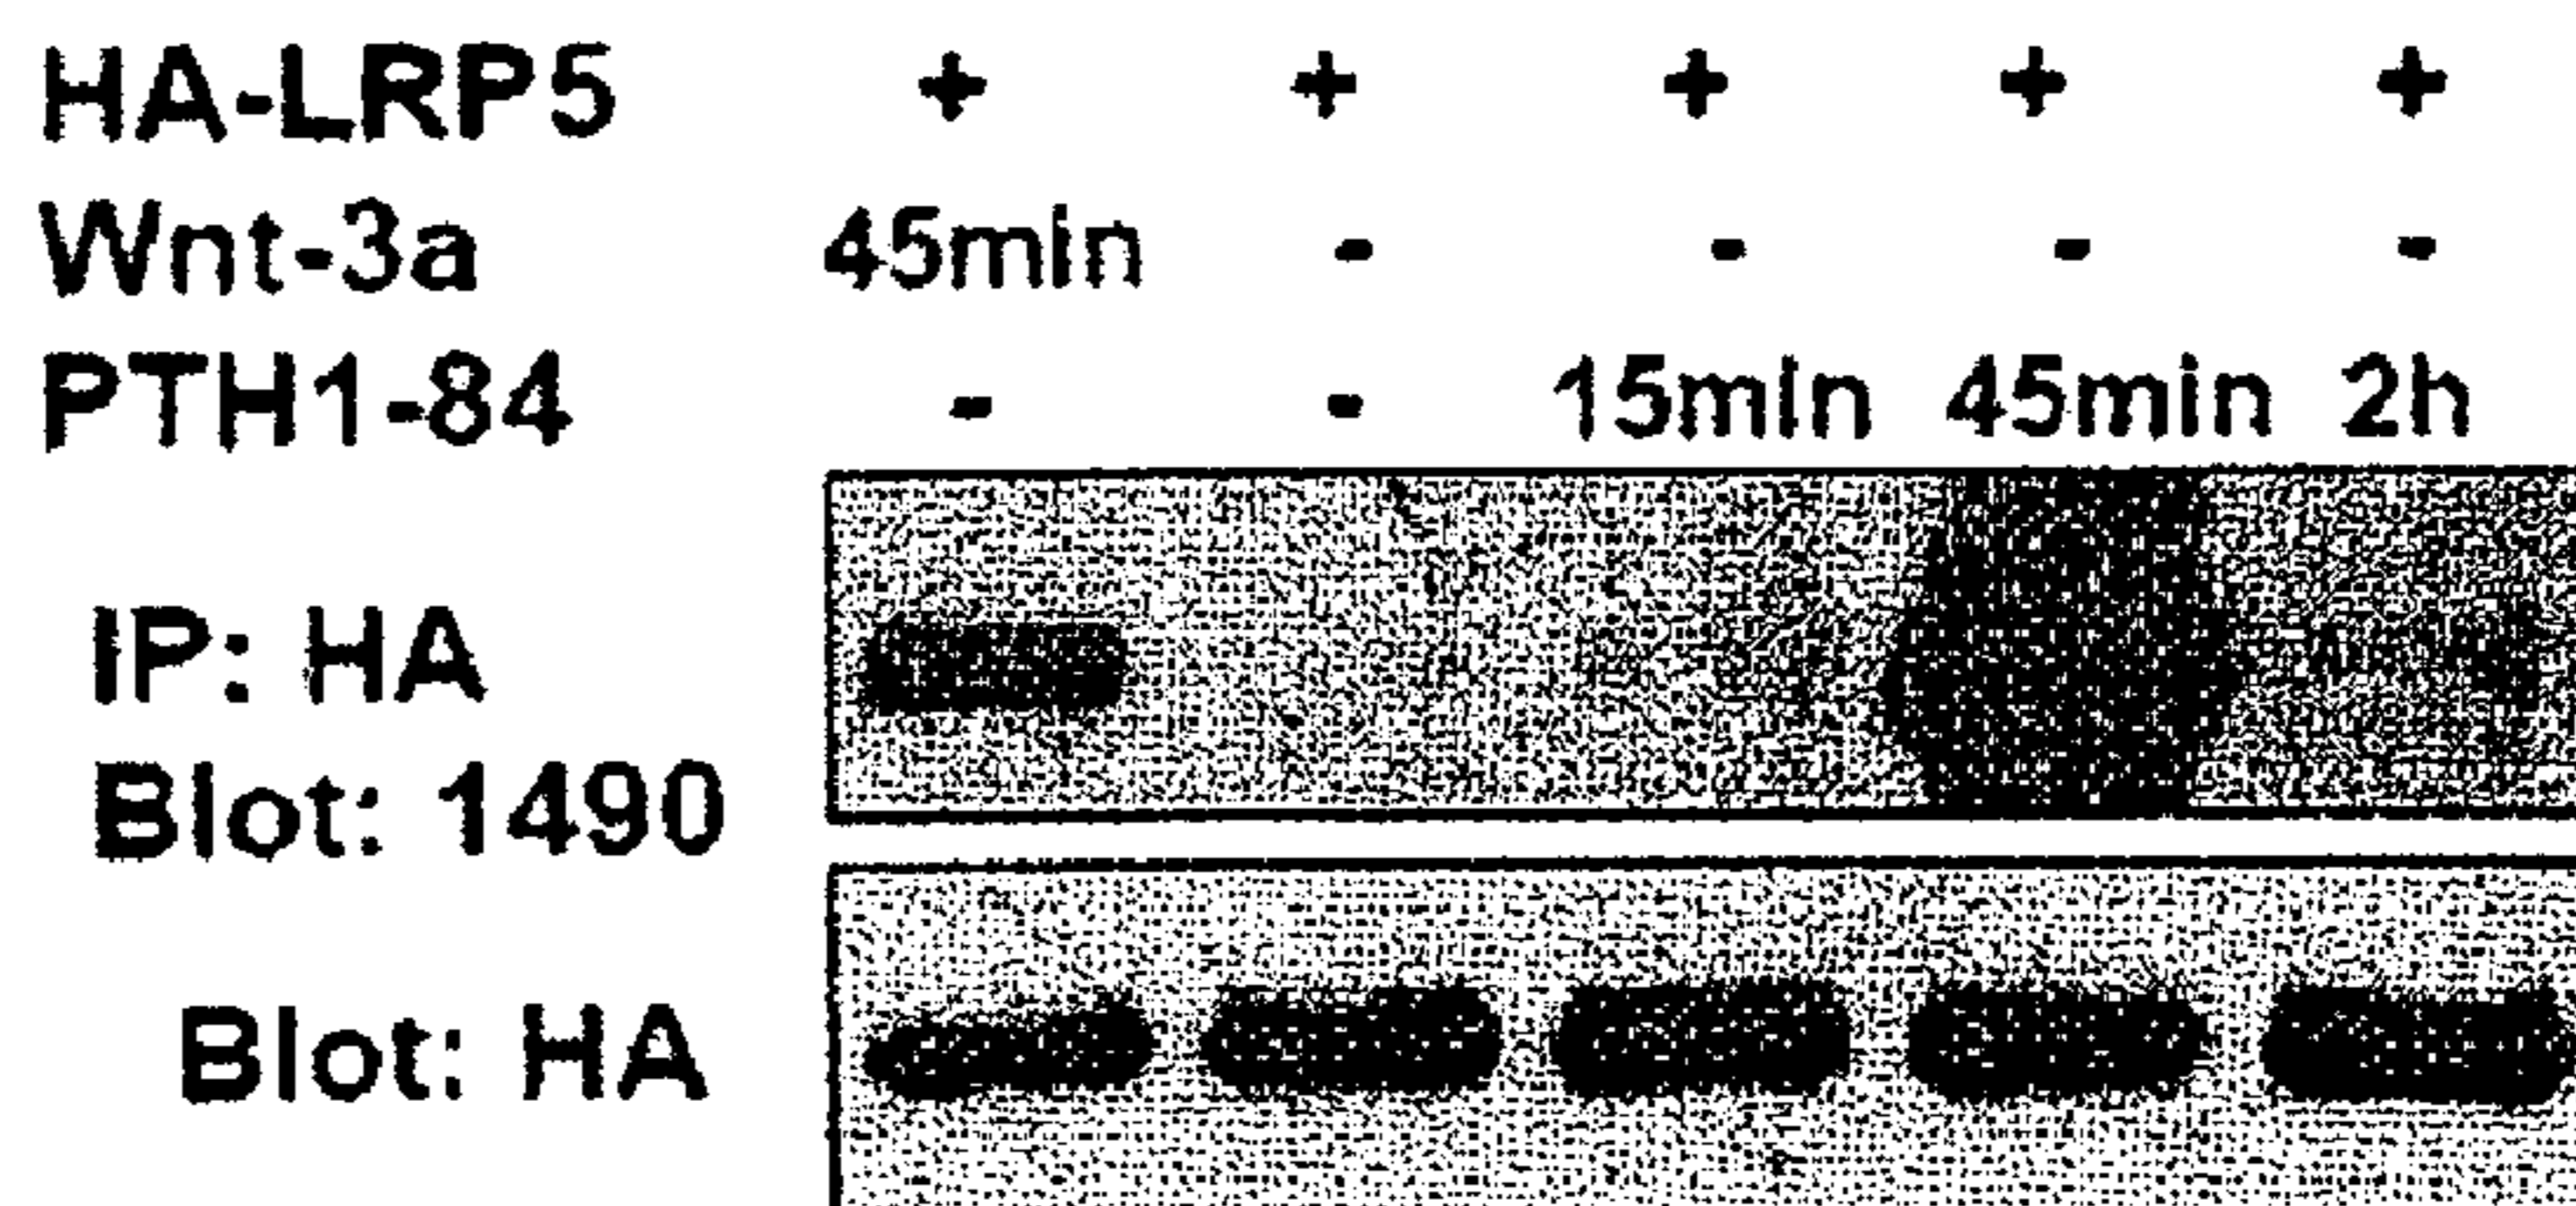 HA-LRP5 + + + + +
Wnt-3a 45min - - - -
PTH1-84 - - 15min 45min 2h
IP: HA
Blot: 1490
Blot: HA